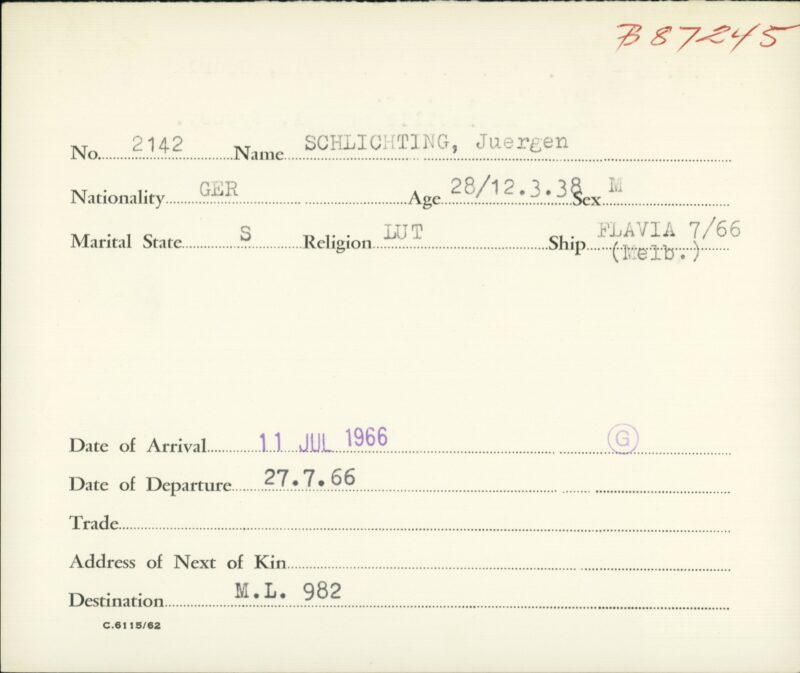 B87245
No. 2142 Name SCHLICHTING, Juergen
Nationality GER Age 28/12.3.38 Sex M
Marital State S Religion LUT Ship FLAVIA 7/66
(Melb.)
Date of Arrival 11 JUL 1966 G
Date of Departure 27.7.66
Trade
Address of Next of Kin
Destination M.L. 982
C.6115/62